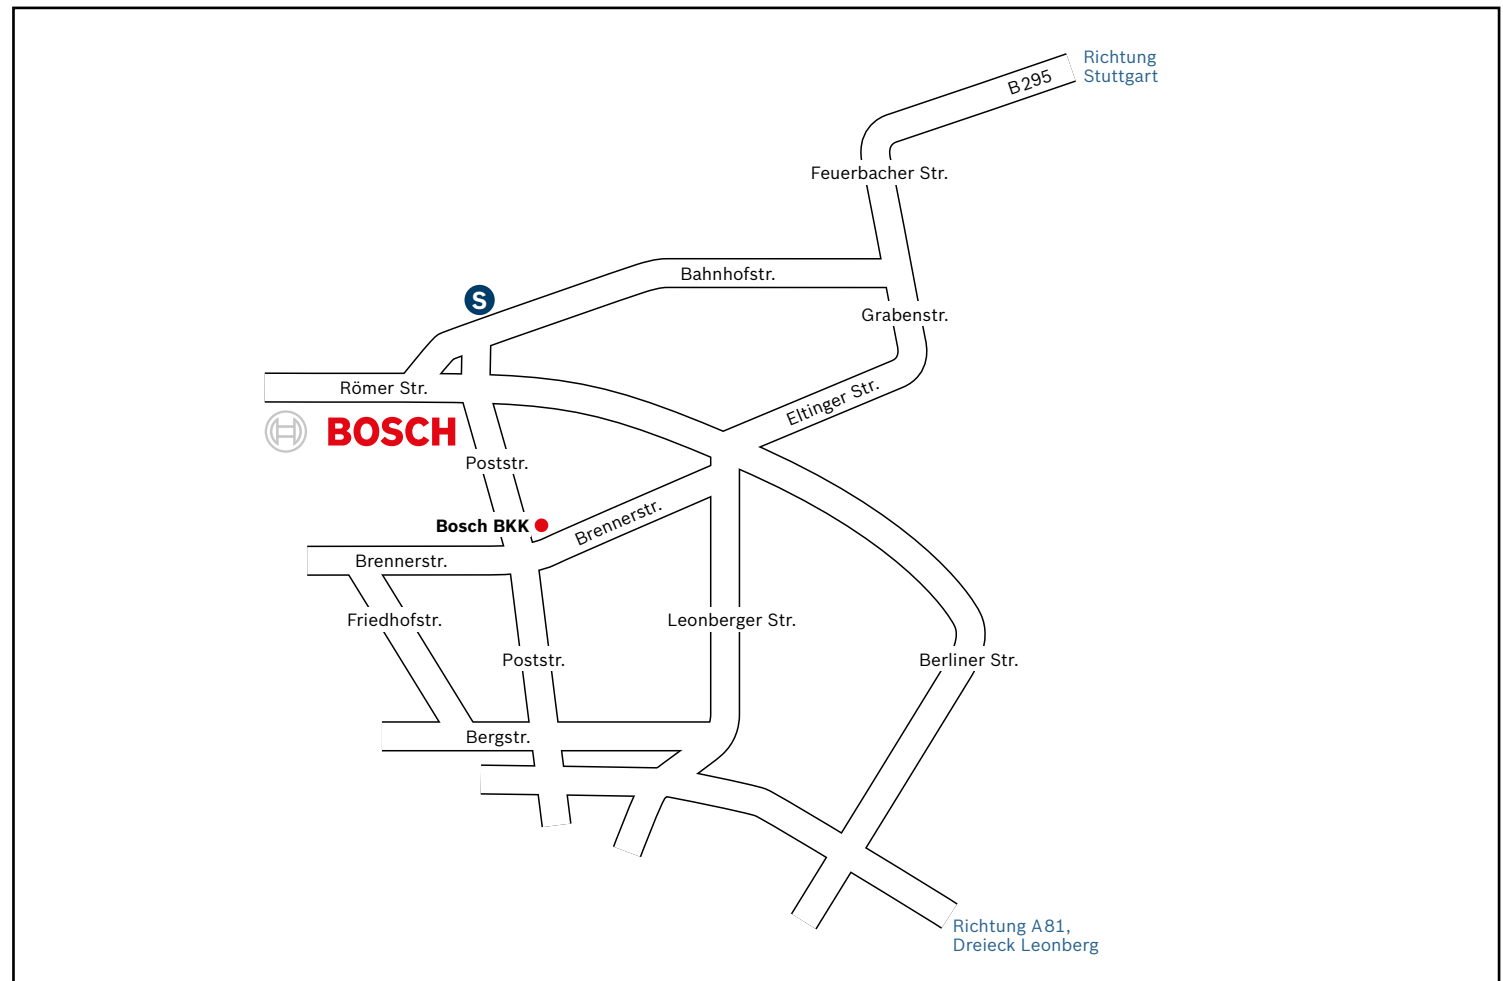 Richtung
Stuttgart
B295
Feuerbacher Str.
Bahnhofstr.
S
Grabenstr.
Römer Str.
Eltinger Str.
BOSCH
Poststr.
Bosch BKK
Brennerstr.
Brennerstr.
Friedhofstr.
Leonberger Str.
Poststr.
Berliner Str.
Bergstr.
Richtung A81,
Dreieck Leonberg